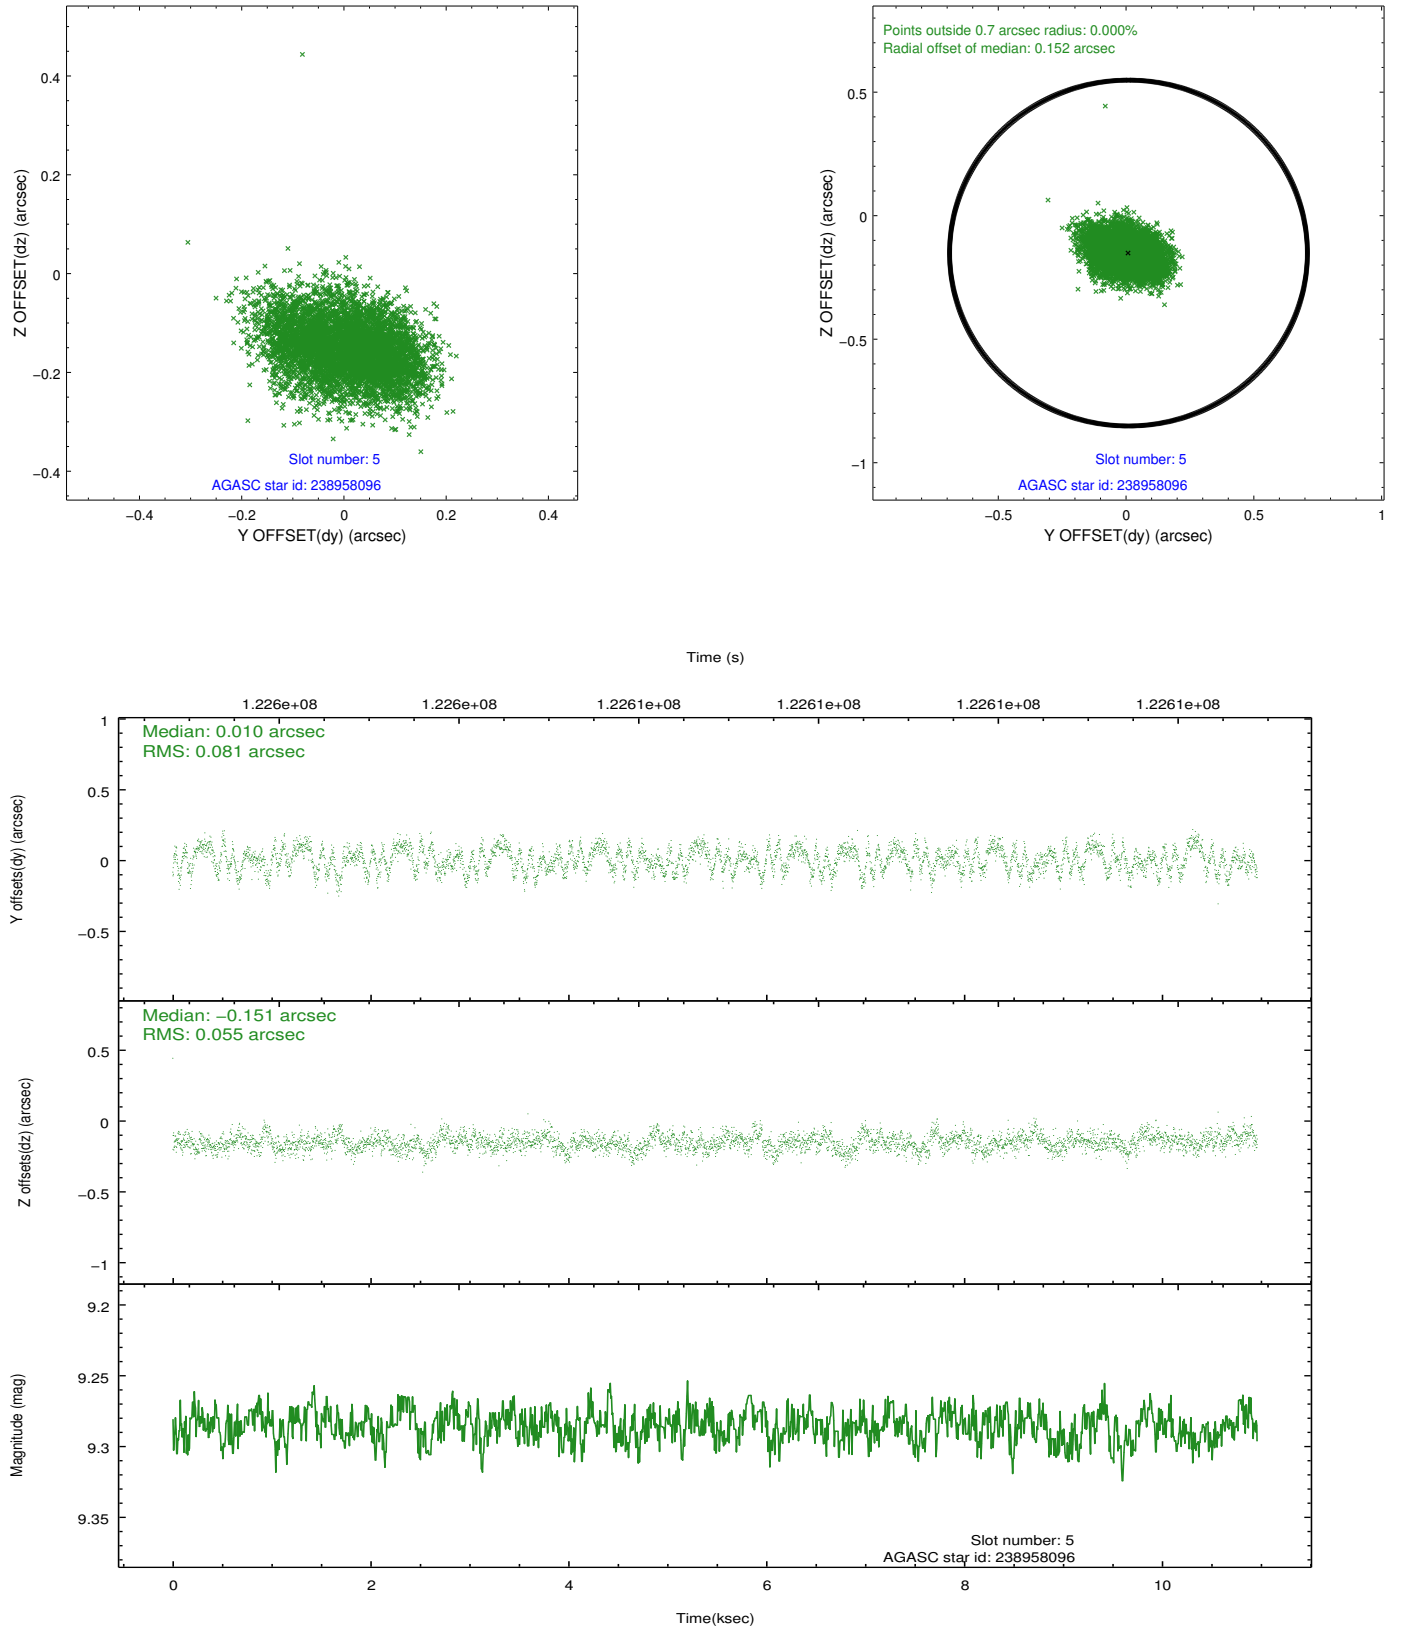 0.4
0.2
0
−0.2
−0.4
Z OFFSET(dz) (arcsec)
Slot number: 5
AGASC star id: 238958096
−0.4 −0.2 0 0.2 0.4
Y OFFSET(dy) (arcsec)
Points outside 0.7 arcsec radius: 0.000%
Radial offset of median: 0.152 arcsec
0.5
0
−0.5
−1
Z OFFSET(dz) (arcsec)
Slot number: 5
AGASC star id: 238958096
−0.5 0 0.5 1
Y OFFSET(dy) (arcsec)
Time (s)
1.226e+08 1.226e+08 1.2261e+08 1.2261e+08 1.2261e+08 1.2261e+08
Median: 0.010 arcsec
RMS: 0.081 arcsec
1
0.5
0
−0.5
Y offsets(dy) (arcsec)
Median: −0.151 arcsec
RMS: 0.055 arcsec
0.5
0
−0.5
−1
Z offsets(dz) (arcsec)
9.2
9.25
9.3
9.35
Magnitude (mag)
Slot number: 5
AGASC star id: 238958096
0 2 4 6 8 10
Time(ksec)